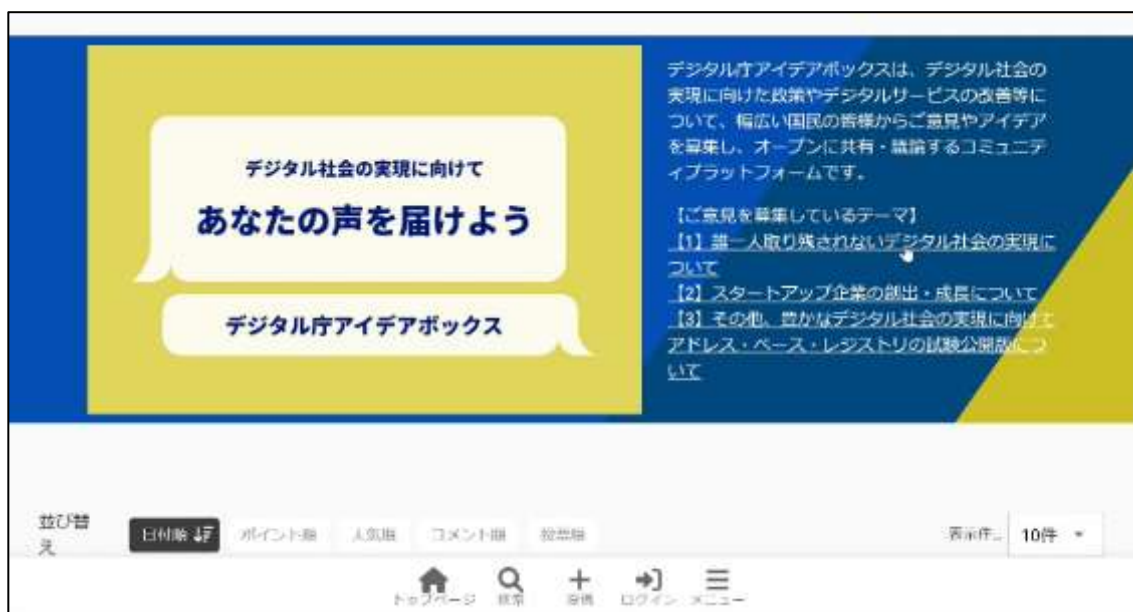 デジタル社会の実現に向けて
あなたの声を届けよう
デジタル庁アイデアボックス
デジタル庁アイデアボックスは、デジタル社会の
実現に向けた政策やデジタルサービスの改善等に
ついて、幅広い国民の皆様からご意見やアイデア
を募集し、オープンに共有・議論するコミュニテ
ィプラットフォームです。
【ご意見を募集しているテーマ】
【1】誰一人取り残されないデジタル社会の実現に
ついて
【2】スタートアップ企業の創出・成長について
【3】その他、豊かなデジタル社会の実現に向けて
アドレス・ベース・レジストリの試験公開放につ
いて
並び替
え
日付順
ポイント順
人気順
コメント順
投票順
表示件...
10件
トップページ
検索
投稿
ログイン
メニュー